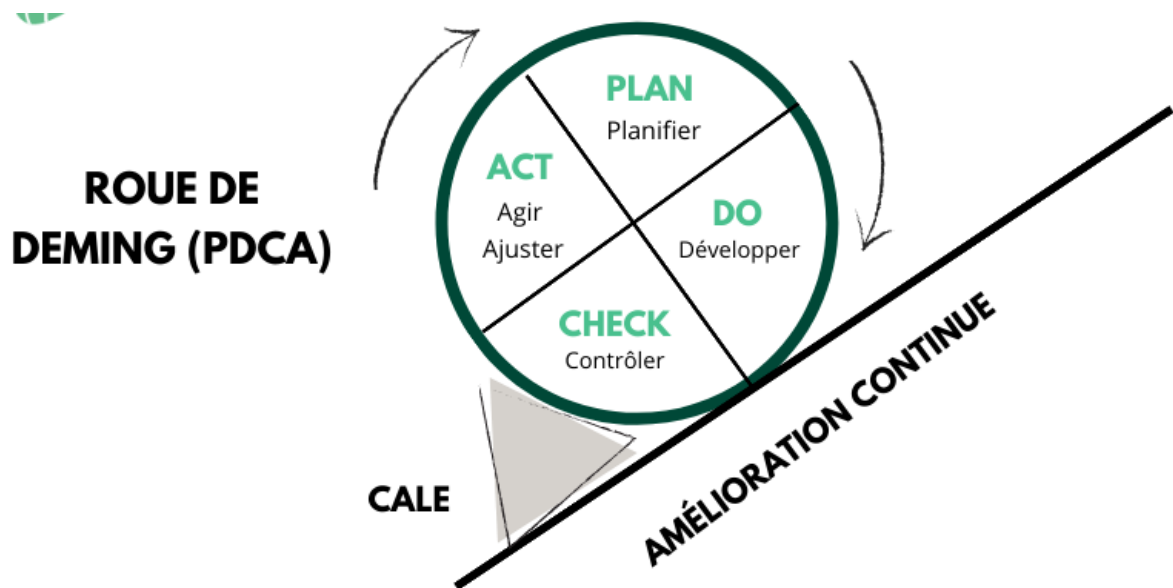 ROUE DE
DEMING (PDCA)
PLAN
Planifier
ACT
Agir
Ajuster
DO
Développer
CHECK
Contrôler
CALE
AMÉLIORATION CONTINUE